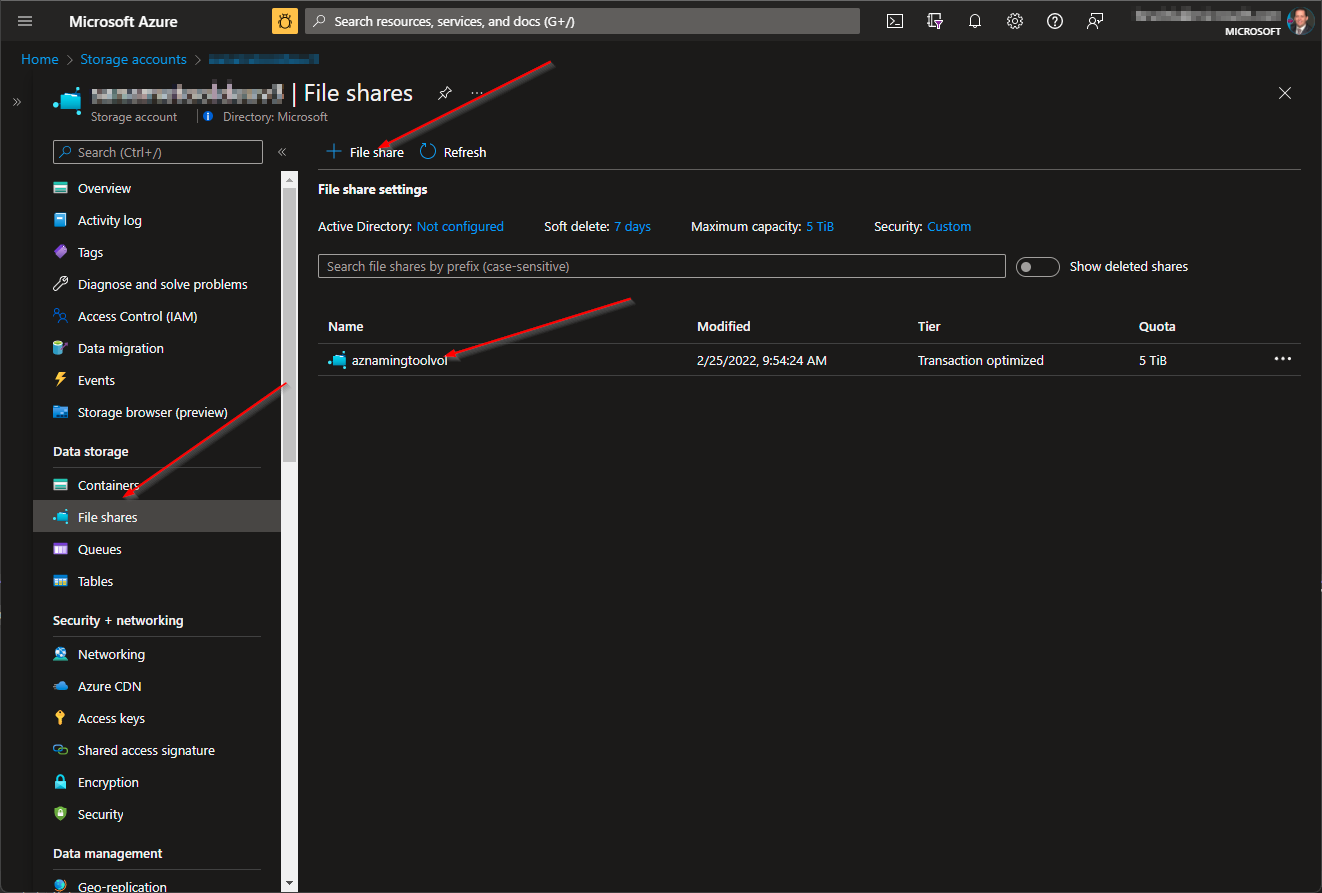 Microsoft Azure
Search resources, services, and docs (G+/)
MICROSOFT
Home > Storage accounts >
| File shares
Storage account
Directory: Microsoft
Search (Ctrl+/)
Overview
Activity log
Tags
Diagnose and solve problems
Access Control (IAM)
Data migration
Events
Storage browser (preview)
Data storage
Containers
File shares
Queues
Tables
Security + networking
Networking
Azure CDN
Access keys
Shared access signature
Encryption
Security
Data management
Geo-replication
File share Refresh
File share settings
Active Directory: Not configured Soft delete: 7 days Maximum capacity: 5 TiB Security: Custom
Search file shares by prefix (case-sensitive) Show deleted shares
Name Modified Tier Quota
aznamingtoolvol 2/25/2022, 9:54:24 AM Transaction optimized 5 TiB